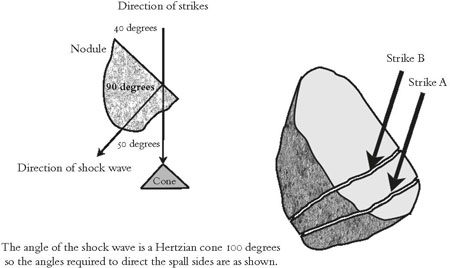 Direction of strikes
40 degrees
Nodule
90 degrees
50 degrees
Direction of shock wave
Cone
Strike B
Strike A
The angle of the shock wave is a Hertzian cone 100 degrees
so the angles required to direct the spall sides are as shown.